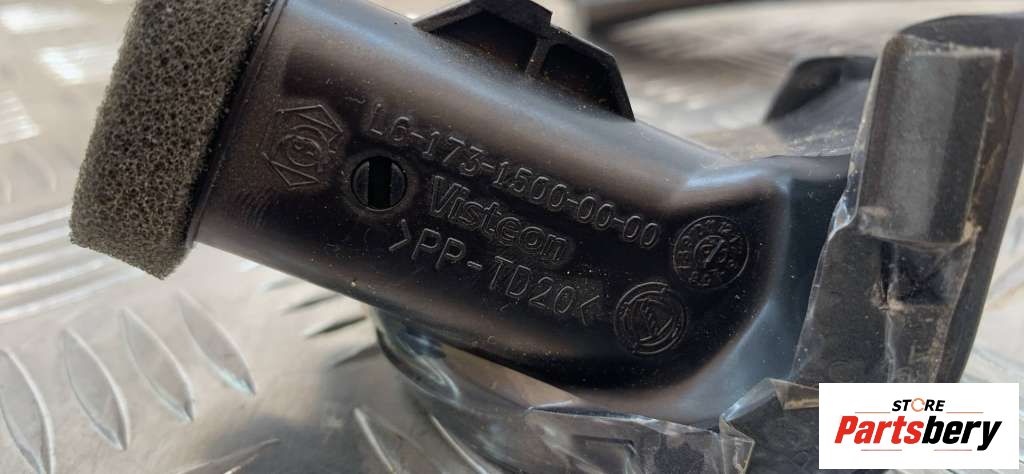 L6-173-1500-00-00
Visteon
>PP-TD20<
STORE
Partsbery